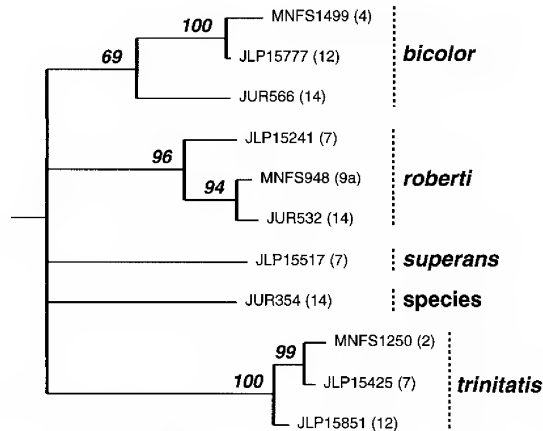 MNFS1499 (4)
100
JLP15777 (12)
bicolor
69
JUR566 (14)
JLP15241 (7)
96
MNFS948 (9a)
roberti
94
JUR532 (14)
JLP15517 (7)
superans
JUR354 (14)
species
MNFS1250 (2)
99
JLP15425 (7)
trinitatis
100
JLP15851 (12)